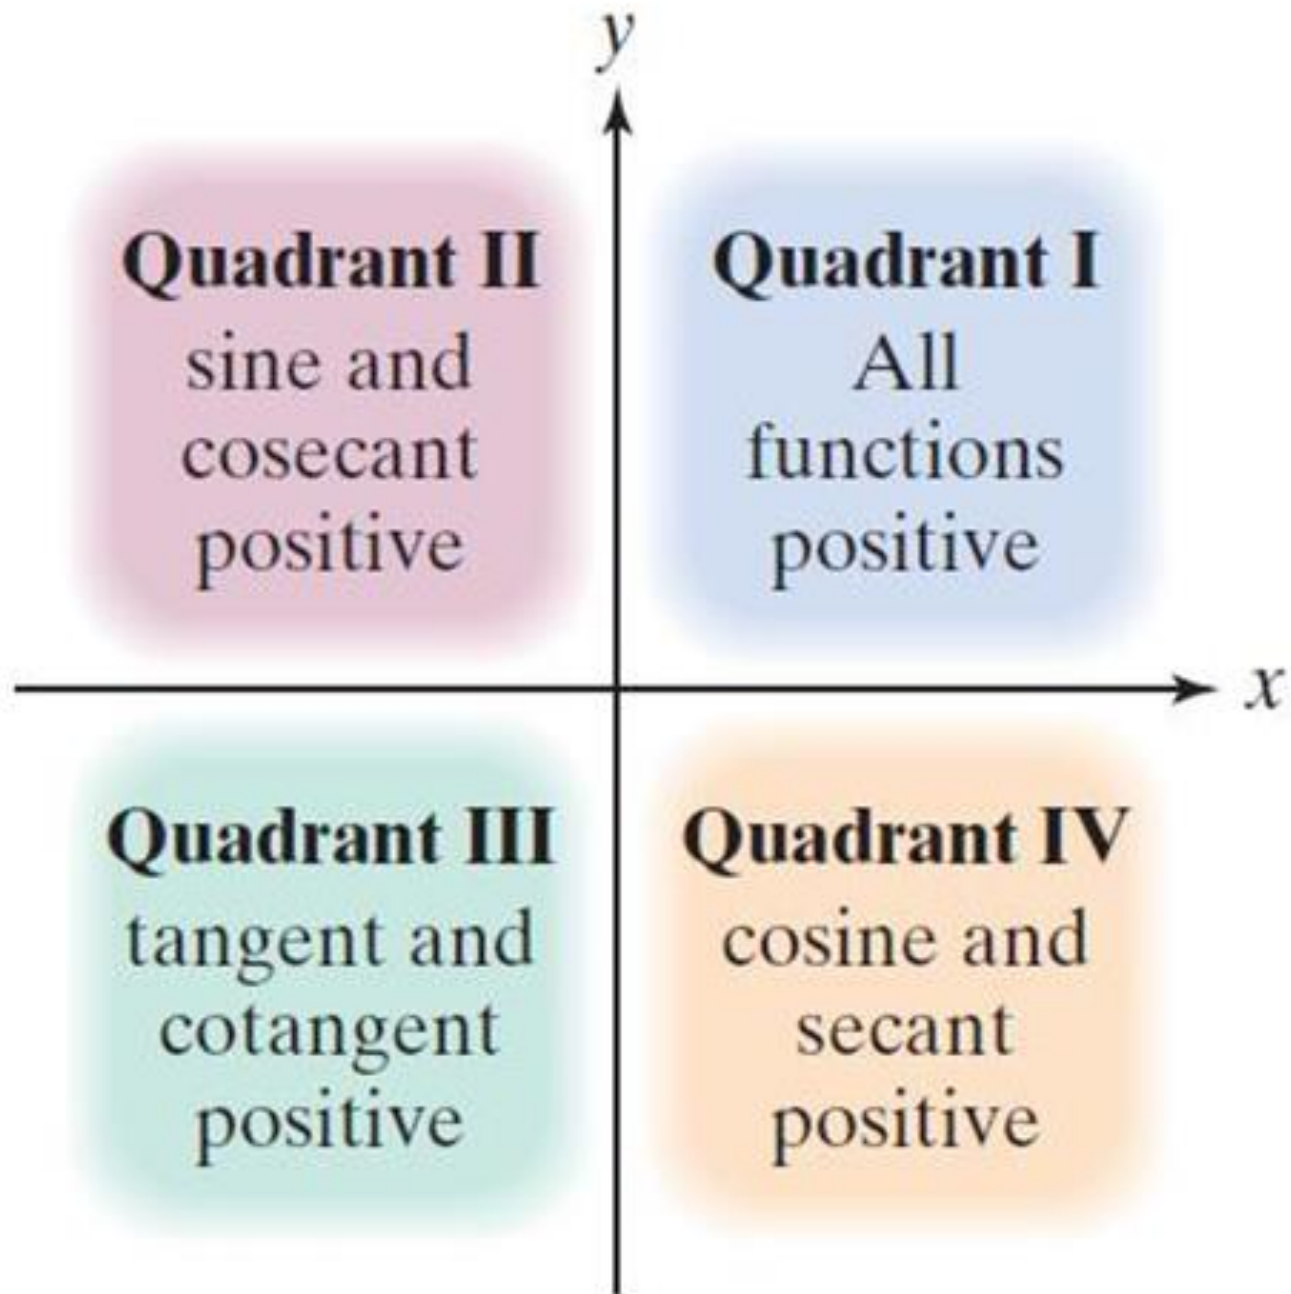 y
Quadrant II
sine and
cosecant
positive
Quadrant I
All
functions
positive
x
Quadrant III
tangent and
cotangent
positive
Quadrant IV
cosine and
secant
positive